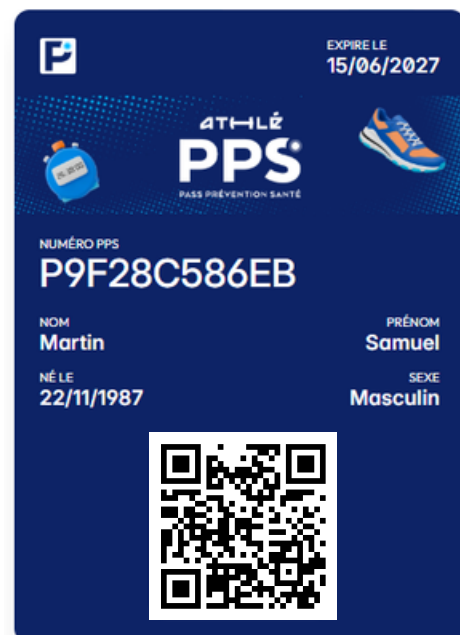 EXPIRE LE
15/06/2027
ATHLÉ
PPS
PASS PRÉVENTION SANTÉ
NUMÉRO PPS
P9F28C586EB
NOM
Martin
PRÉNOM
Samuel
NÉ LE
22/11/1987
SEXE
Masculin